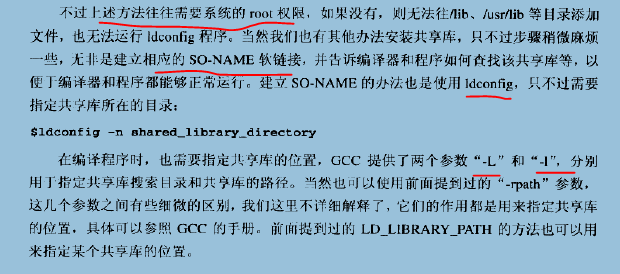 不过上述方法往往需要系统的 root 权限，如果没有，则无法往/lib、/usr/lib 等目录添加
文件，也无法运行 ldconfig 程序。当然我们也有其他办法安装共享库，只不过步骤稍微麻烦
一些，无非是建立相应的 SO-NAME 软链接，并告诉编译器和程序如何查找该共享库等，以
便于编译器和程序都能够正常运行。建立 SO-NAME 的办法也是使用 ldconfig，只不过需要
指定共享库所在的目录：
$ldconfig -n shared_library_directory
在编译程序时，也需要指定共享库的位置，GCC 提供了两个参数“-L”和“-l”，分别
用于指定共享库搜索目录和共享库的路径。当然也可以使用前面提到过的“-rpath”参数，
这几个参数之间有些细微的区别，我们这里不详细解释了，它们的作用都是用来指定共享库
的位置，具体可以参照 GCC 的手册。前面提到过的 LD_LIBRARY_PATH 的方法也可以用
来指定某个共享库的位置。